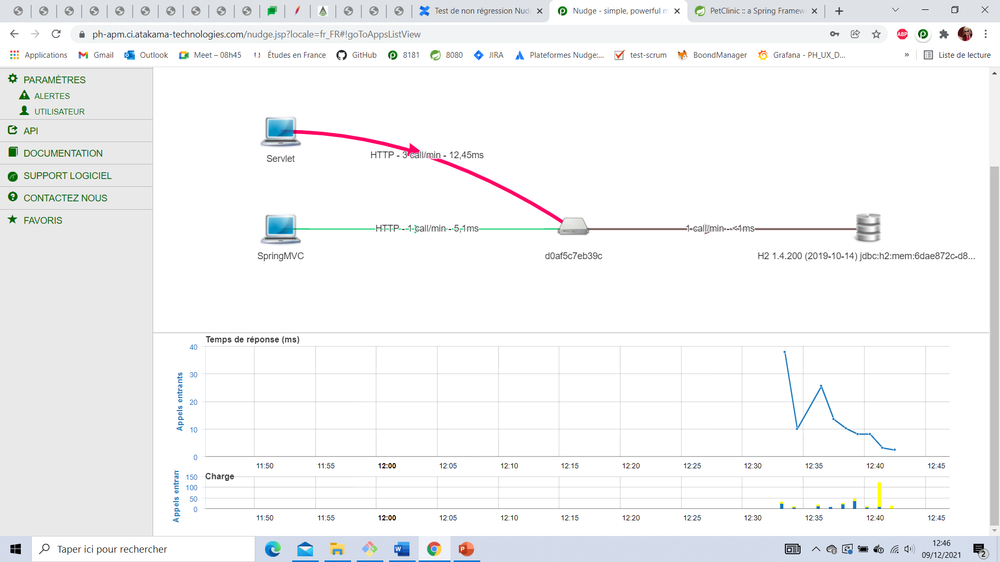 Test de non régression Nud
Nudge - simple, powerful m
PetClinic :: a Spring Framew
ph-apm.ci.atakama-technologies.com/nudge.jsp?locale=fr_FR#!goToAppsListView
ABP
Applications
Gmail
Outlook
Meet – 08h45
Études en France
GitHub
8181
8080
JIRA
Plateformes Nudge:...
test-scrum
BoondManager
Grafana - PH_UX_D...
»
Liste de lecture
PARAMÈTRES
ALERTES
UTILISATEUR
API
DOCUMENTATION
SUPPORT LOGICIEL
CONTACTEZ NOUS
FAVORIS
Servlet
HTTP - 3 call/min - 12,45ms
SpringMVC
HTTP - 1 call/min - 5,1ms
d0af5c7eb39c
1 call/min - <1ms
H2 1.4.200 (2019-10-14) jdbc:h2:mem:6dae872c-d8...
Temps de réponse (ms)
Appels entrants
40
30
20
10
0
11:50 11:55 12:00 12:05 12:10 12:15 12:20 12:25 12:30 12:35 12:40 12:45
Charge
Appels entran
150
100
50
0
11:50 11:55 12:00 12:05 12:10 12:15 12:20 12:25 12:30 12:35 12:40 12:45
Taper ici pour rechercher
12:46
09/12/2021
2